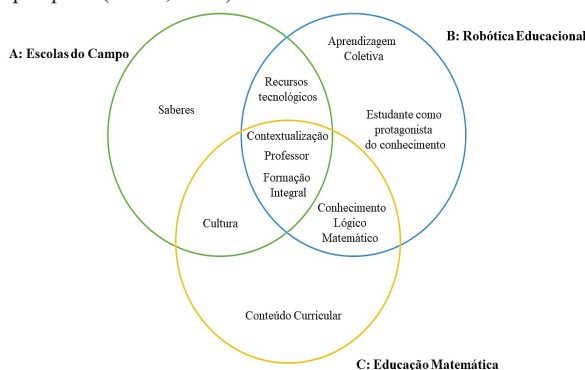 A: Escolas do Campo
B: Robótica Educacional
Aprendizagem
Coletiva
Recursos
tecnológicos
Saberes
Estudante como
protagonista
do conhecimento
Contextualização
Professor
Formação
Integral
Cultura
Conhecimento
Lógico
Matemático
Conteúdo Curricular
C: Educação Matemática